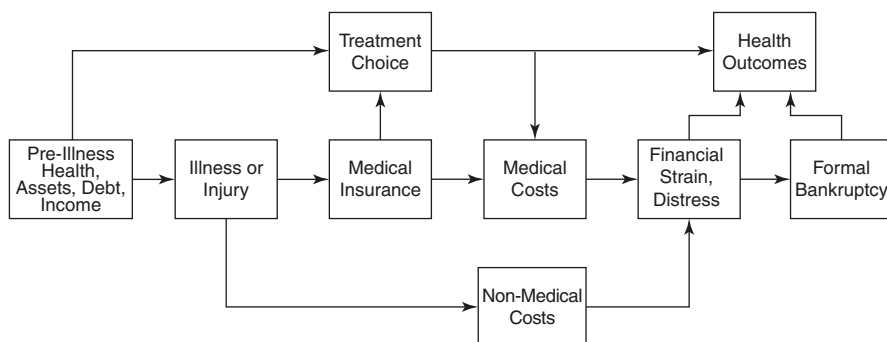 Treatment
Choice
Health
Outcomes
Pre-Illness
Health,
Assets, Debt,
Income
Illness or
Injury
Medical
Insurance
Medical
Costs
Financial
Strain,
Distress
Formal
Bankruptcy
Non-Medical
Costs